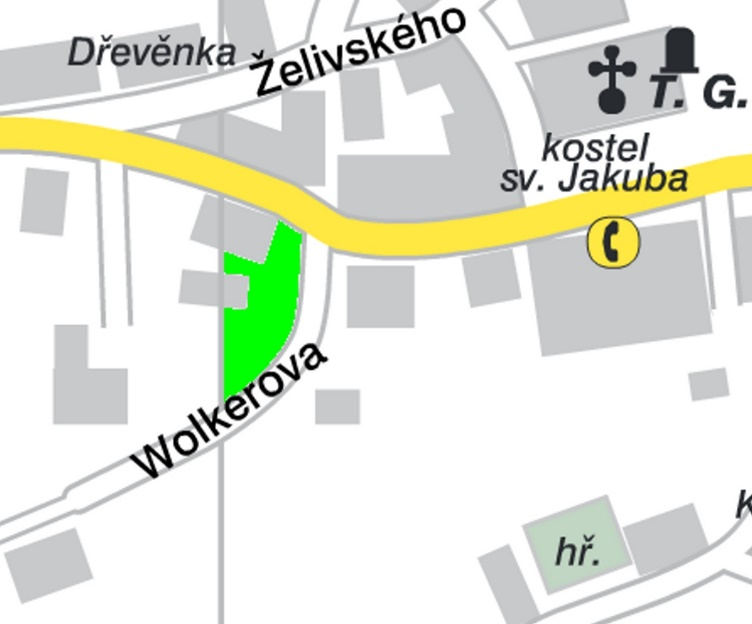 Dřevěnka
Želivského
T. G.
kostel
sv. Jakuba
Wolkerova
hř.
K